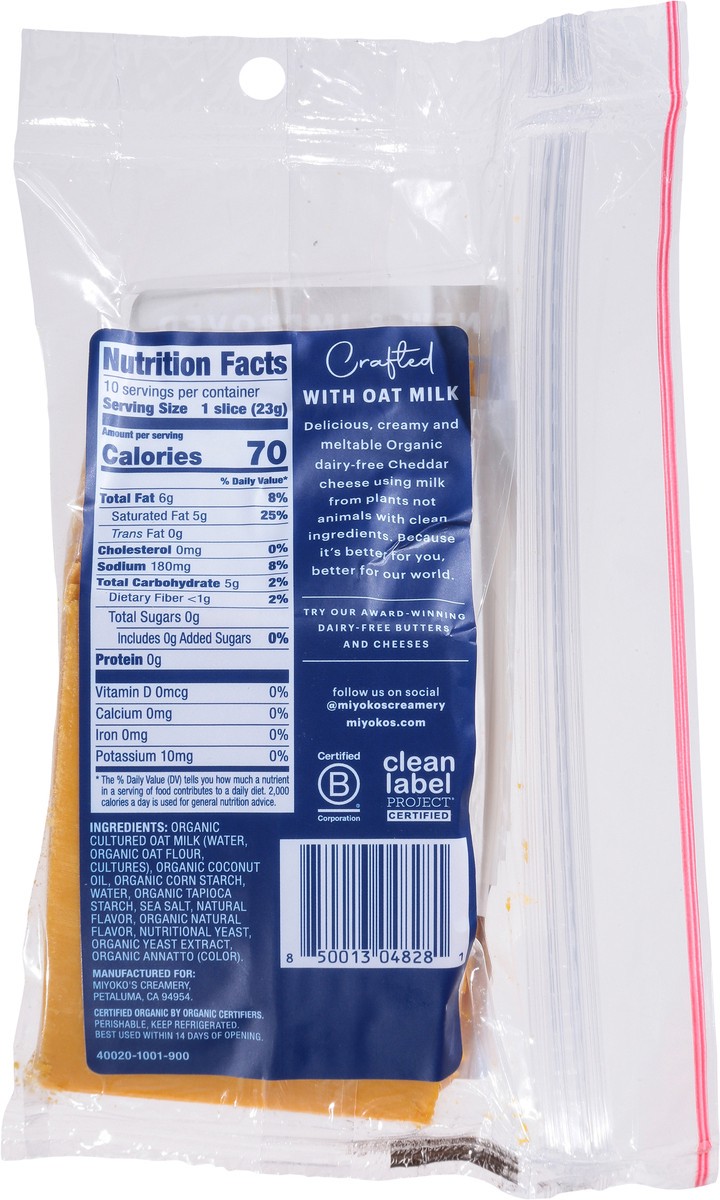 Nutrition Facts
10 servings per container
Serving Size 1 slice (23g)
Amount per serving
Calories 70
% Daily Value*
Total Fat 6g 8%
Saturated Fat 5g 25%
Trans Fat 0g
Cholesterol 0mg 0%
Sodium 180mg 8%
Total Carbohydrate 5g 2%
Dietary Fiber <1g 2%
Total Sugars 0g
Includes 0g Added Sugars 0%
Protein 0g
Vitamin D 0mcg 0%
Calcium 0mg 0%
Iron 0mg 0%
Potassium 10mg 0%
* The % Daily Value (DV) tells you how much a nutrient
in a serving of food contributes to a daily diet. 2,000
calories a day is used for general nutrition advice.
INGREDIENTS: ORGANIC
CULTURED OAT MILK (WATER,
ORGANIC OAT FLOUR,
CULTURES), ORGANIC COCONUT
OIL, ORGANIC CORN STARCH,
WATER, ORGANIC TAPIOCA
STARCH, SEA SALT, NATURAL
FLAVOR, ORGANIC NATURAL
FLAVOR, NUTRITIONAL YEAST,
ORGANIC YEAST EXTRACT,
ORGANIC ANNATTO (COLOR).
MANUFACTURED FOR:
MIYOKO'S CREAMERY,
PETALUMA, CA 94954.
CERTIFIED ORGANIC BY ORGANIC CERTIFIERS.
PERISHABLE, KEEP REFRIGERATED.
BEST USED WITHIN 14 DAYS OF OPENING.
40020-1001-900
Crafted
WITH OAT MILK
Delicious, creamy and
meltable Organic
dairy-free Cheddar
cheese using milk
from plants not
animals with clean
ingredients. Because
it's better for you,
better for our world.
TRY OUR AWARD-WINNING
DAIRY-FREE BUTTERS
AND CHEESES
follow us on social
@miyokoscreamery
miyokos.com
Certified
B
®
Corporation
clean
label
PROJECT
CERTIFIED
8 50013 04828 1